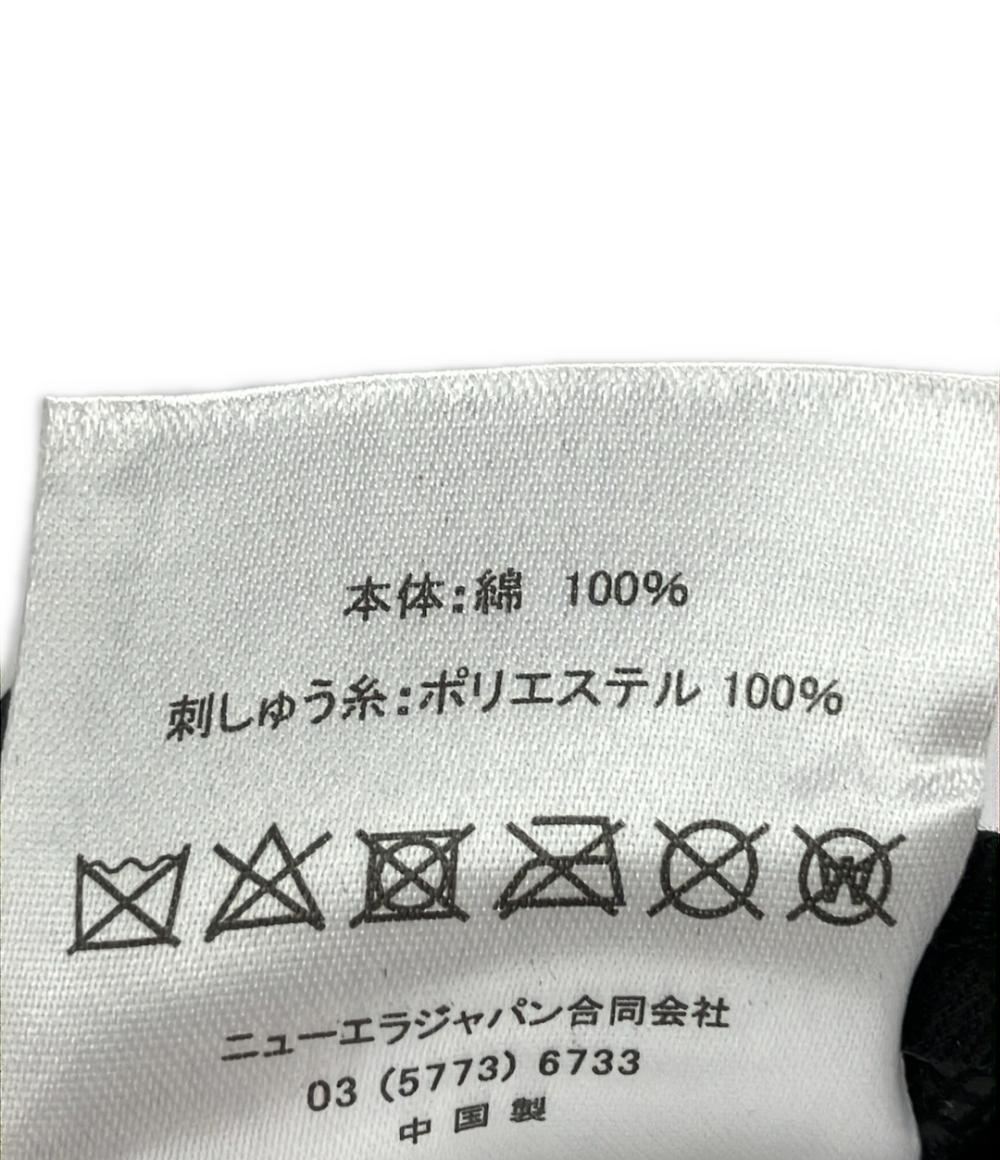 本体:綿 100%
刺しゅう糸:ポリエステル 100%
W
ニューエラジャパン合同会社
03 (5773) 6733
中国製